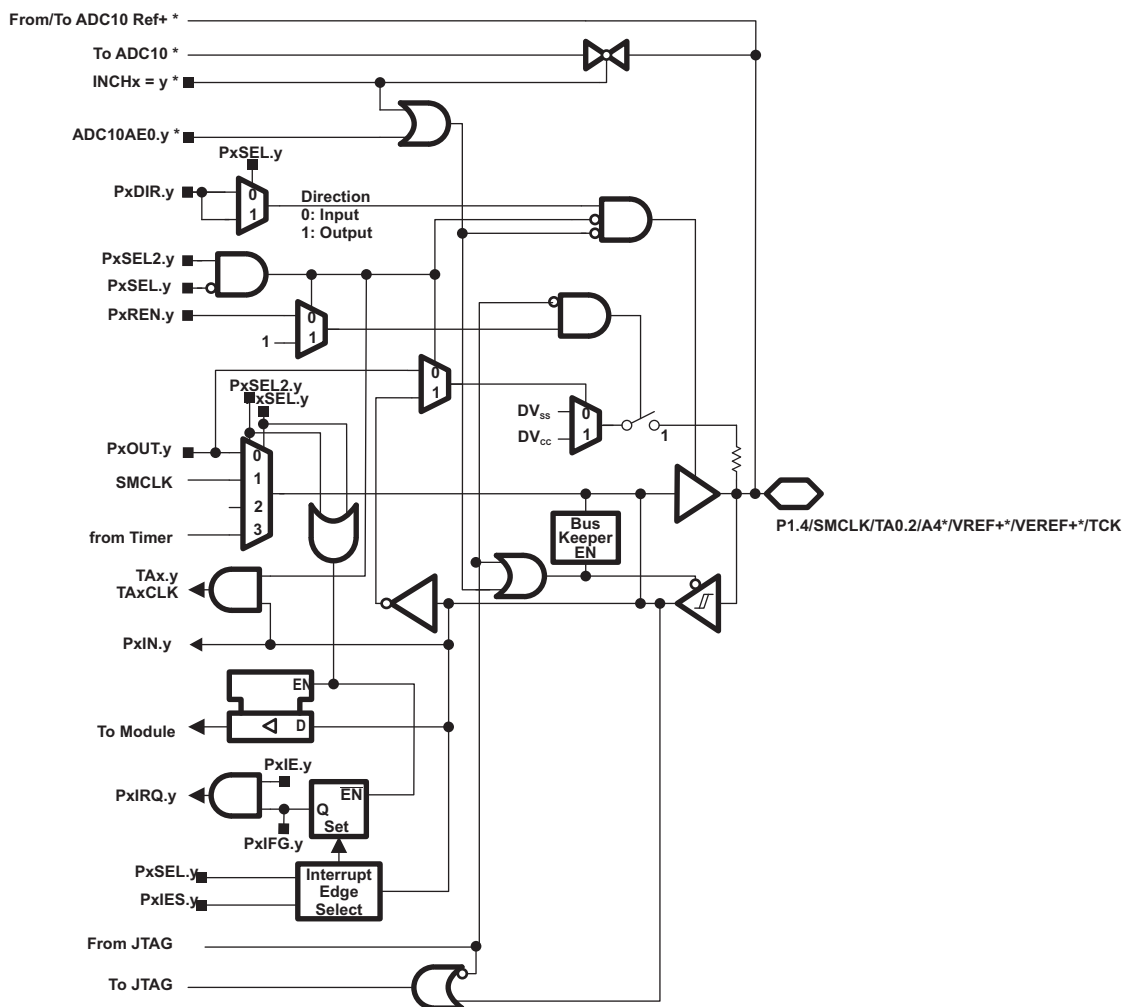 From/To ADC10 Ref+ *
To ADC10 *
INCHx = y *
ADC10AE0.y *
PxSEL.y
PxDIR.y
0
1
Direction
0: Input
1: Output
PxSEL2.y
PxSEL.y
PxREN.y
0
1
1
0
1
PxSEL2.y
PxSEL.y
DVSS
DVCC
0
1
1
PxOUT.y
SMCLK
from Timer
0
1
2
3
Bus
Keeper
EN
P1.4/SMCLK/TA0.2/A4*/VREF+*/VEREF+*/TCK
TAx.y
TAxCLK
PxIN.y
EN
To Module
D
PxIE.y
PxIRQ.y
EN
Q
Set
PxIFG.y
PxSEL.y
PxIES.y
Interrupt
Edge
Select
From JTAG
To JTAG